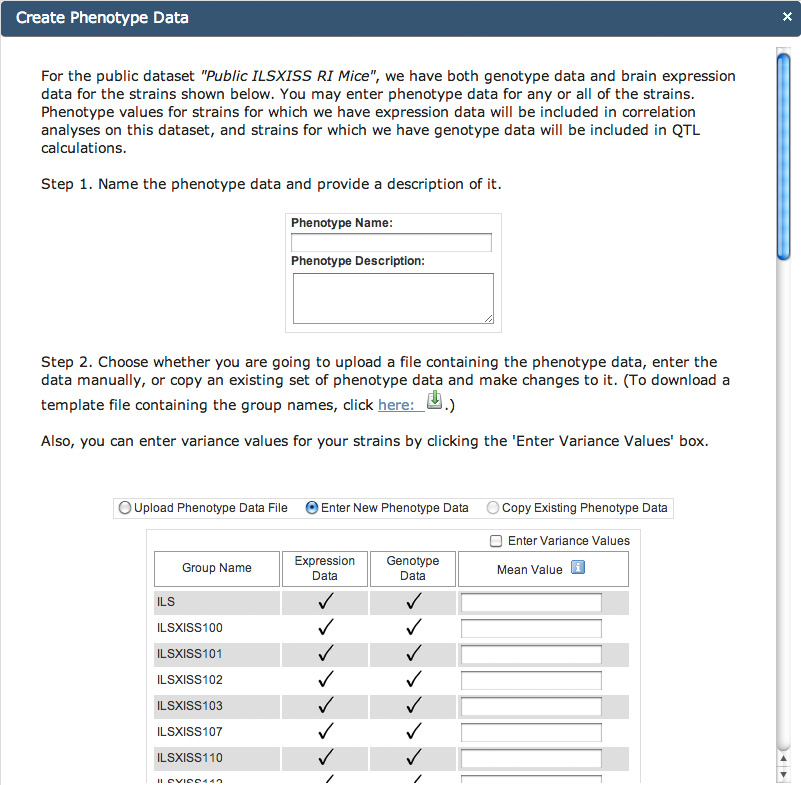 Create Phenotype Data
For the public dataset "Public ILSXISS RI Mice", we have both genotype data and brain expression
data for the strains shown below. You may enter phenotype data for any or all of the strains.
Phenotype values for strains for which we have expression data will be included in correlation
analyses on this dataset, and strains for which we have genotype data will be included in QTL
calculations.
Step 1. Name the phenotype data and provide a description of it.
Phenotype Name:
Phenotype Description:
Step 2. Choose whether you are going to upload a file containing the phenotype data, enter the
data manually, or copy an existing set of phenotype data and make changes to it. (To download a
template file containing the group names, click here: .)
Also, you can enter variance values for your strains by clicking the 'Enter Variance Values' box.
Upload Phenotype Data File Enter New Phenotype Data Copy Existing Phenotype Data
Enter Variance Values
Group Name Expression Data Genotype Data Mean Value
ILS
ILSXISS100
ILSXISS101
ILSXISS102
ILSXISS103
ILSXISS107
ILSXISS110